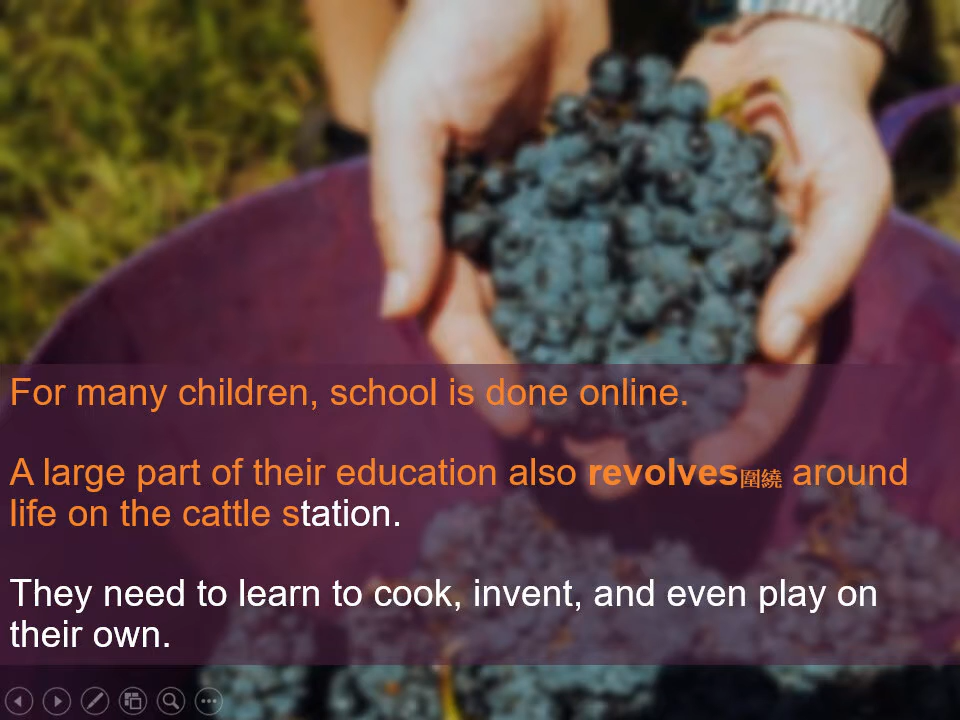 For many children, school is done online.
A large part of their education also revolves圍繞 around
life on the cattle station.
They need to learn to cook, invent, and even play on
their own.